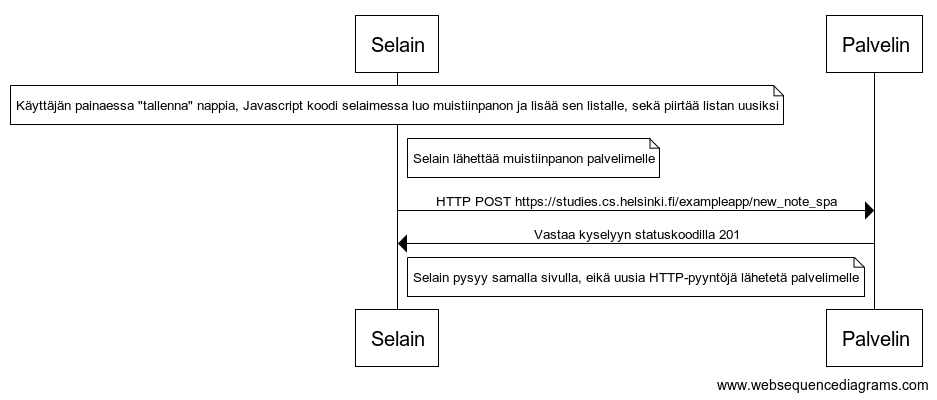 Selain Palvelin
Käyttäjän painaessa "tallenna" nappia, Javascript koodi selaimessa luo muistiinpanon ja lisää sen listalle, sekä piirtää listan uusiksi
Selain lähettää muistiinpanon palvelimelle
HTTP POST https://studies.cs.helsinki.fi/exampleapp/new_note_spa
Vastaa kyselyyn statuskoodilla 201
Selain pysyy samalla sivulla, eikä uusia HTTP-pyyntöjä lähetetä palvelimelle
Selain Palvelin
www.websequencediagrams.com